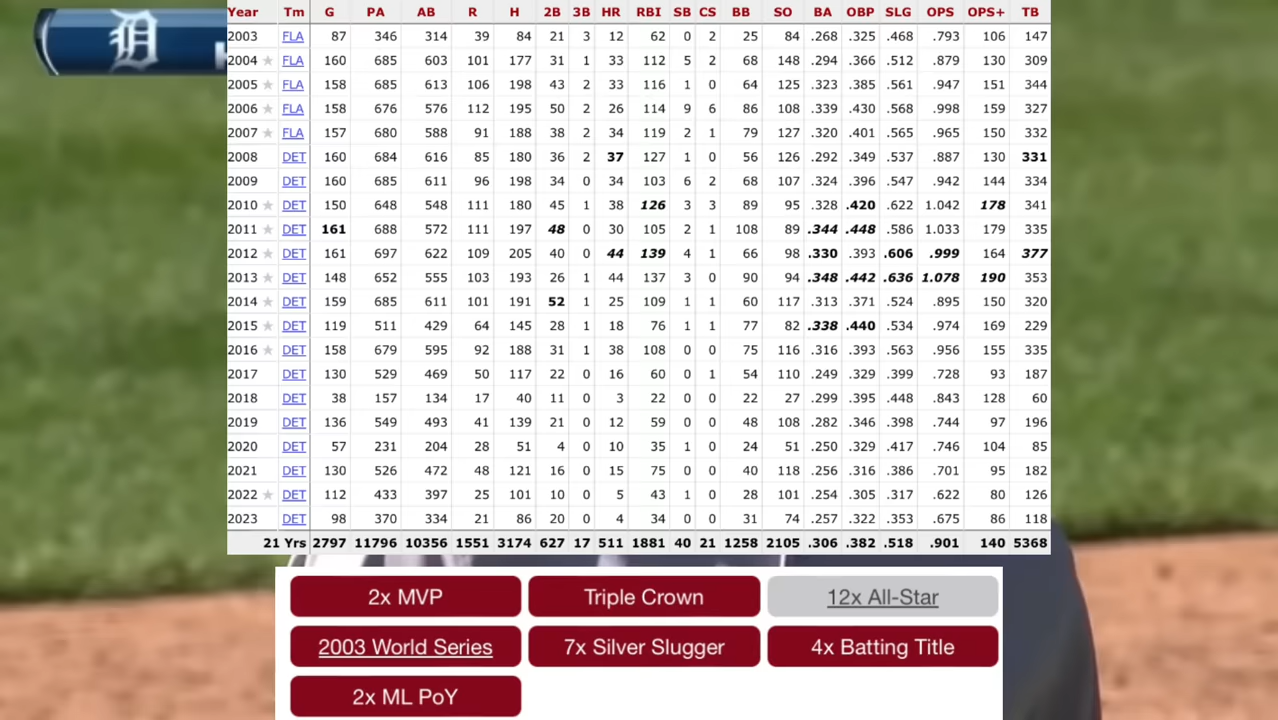 Year Tm G PA AB R H 2B 3B HR RBI SB CS BB SO BA OBP SLG OPS OPS+ TB
2003 FLA 87 346 314 39 84 21 3 12 62 0 2 25 84 .268 .325 .468 .793 106 147
2004 ★ FLA 160 685 603 101 177 31 1 33 112 5 2 68 148 .294 .366 .512 .879 130 309
2005 ★ FLA 158 685 613 106 198 43 2 33 116 1 0 64 125 .323 .385 .561 .947 151 344
2006 ★ FLA 158 676 576 112 195 50 2 26 114 9 6 86 108 .339 .430 .568 .998 159 327
2007 ★ FLA 157 680 588 91 188 38 2 34 119 2 1 79 127 .320 .401 .565 .965 150 332
2008 DET 160 684 616 85 180 36 2 37 127 1 0 56 126 .292 .349 .537 .887 130 331
2009 DET 160 685 611 96 198 34 0 34 103 6 2 68 107 .324 .396 .547 .942 144 334
2010 ★ DET 150 648 548 111 180 45 1 38 126 3 3 89 95 .328 .420 .622 1.042 178 341
2011 ★ DET 161 688 572 111 197 48 0 30 105 2 1 108 89 .344 .448 .586 1.033 179 335
2012 ★ DET 161 697 622 109 205 40 0 44 139 4 1 66 98 .330 .393 .606 .999 164 377
2013 ★ DET 148 652 555 103 193 26 1 44 137 3 0 90 94 .348 .442 .636 1.078 190 353
2014 ★ DET 159 685 611 101 191 52 1 25 109 1 1 60 117 .313 .371 .524 .895 150 320
2015 ★ DET 119 511 429 64 145 28 1 18 76 1 1 77 82 .338 .440 .534 .974 169 229
2016 ★ DET 158 679 595 92 188 31 1 38 108 0 0 75 116 .316 .393 .563 .956 155 335
2017 DET 130 529 469 50 117 22 0 16 60 0 1 54 110 .249 .329 .399 .728 93 187
2018 DET 38 157 134 17 40 11 0 3 22 0 0 22 27 .299 .395 .448 .843 128 60
2019 DET 136 549 493 41 139 21 0 12 59 0 0 48 108 .282 .346 .398 .744 97 196
2020 DET 57 231 204 28 51 4 0 10 35 1 0 24 51 .250 .329 .417 .746 104 85
2021 DET 130 526 472 48 121 16 0 15 75 0 0 40 118 .256 .316 .386 .701 95 182
2022 ★ DET 112 433 397 25 101 10 0 5 43 1 0 28 101 .254 .305 .317 .622 80 126
2023 DET 98 370 334 21 86 20 0 4 34 0 0 31 74 .257 .322 .353 .675 86 118
21 Yrs 2797 11796 10356 1551 3174 627 17 511 1881 40 21 1258 2105 .306 .382 .518 .901 140 5368
2x MVP Triple Crown 12x All-Star
2003 World Series 7x Silver Slugger 4x Batting Title
2x ML PoY